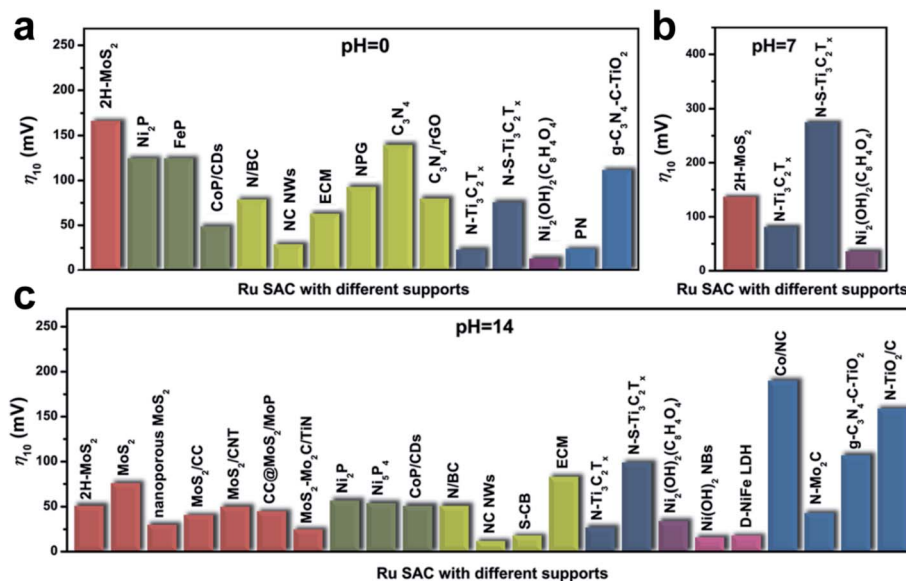 a
pH=0
η₁₀ (mV)
250
200
150
100
50
0
2H-MoS₂
Ni₂P
FeP
CoP/CDs
N/BC
NC NWs
ECM
NPG
C₃N₄
C₃N₄/rGO
N-Ti₃C₂Tₓ
N-S-Ti₃C₂Tₓ
Ni₂(OH)₂(C₈H₄O₄)
PN
g-C₃N₄-C-TiO₂
Ru SAC with different supports
b
pH=7
η₁₀ (mV)
400
300
200
100
0
2H-MoS₂
N-Ti₃C₂Tₓ
N-S-Ti₃C₂Tₓ
Ni₂(OH)₂(C₈H₄O₄)
Ru SAC with different supports
c
pH=14
η₁₀ (mV)
250
200
150
100
50
0
2H-MoS₂
MoS₂
nanoporous MoS₂
MoS₂/CC
MoS₂/CNT
CC@MoS₂/MoP
MoS₂-Mo₂C/TiN
Ni₂P
Ni₅P₄
CoP/CDs
N/BC
NC NWs
S-CB
ECM
N-Ti₃C₂Tₓ
N-S-Ti₃C₂Tₓ
Ni₂(OH)₂(C₈H₄O₄)
Ni(OH)₂ NBs
D-NiFe LDH
Co/NC
N-Mo₂C
g-C₃N₄-C-TiO₂
N-TiO₂/C
Ru SAC with different supports